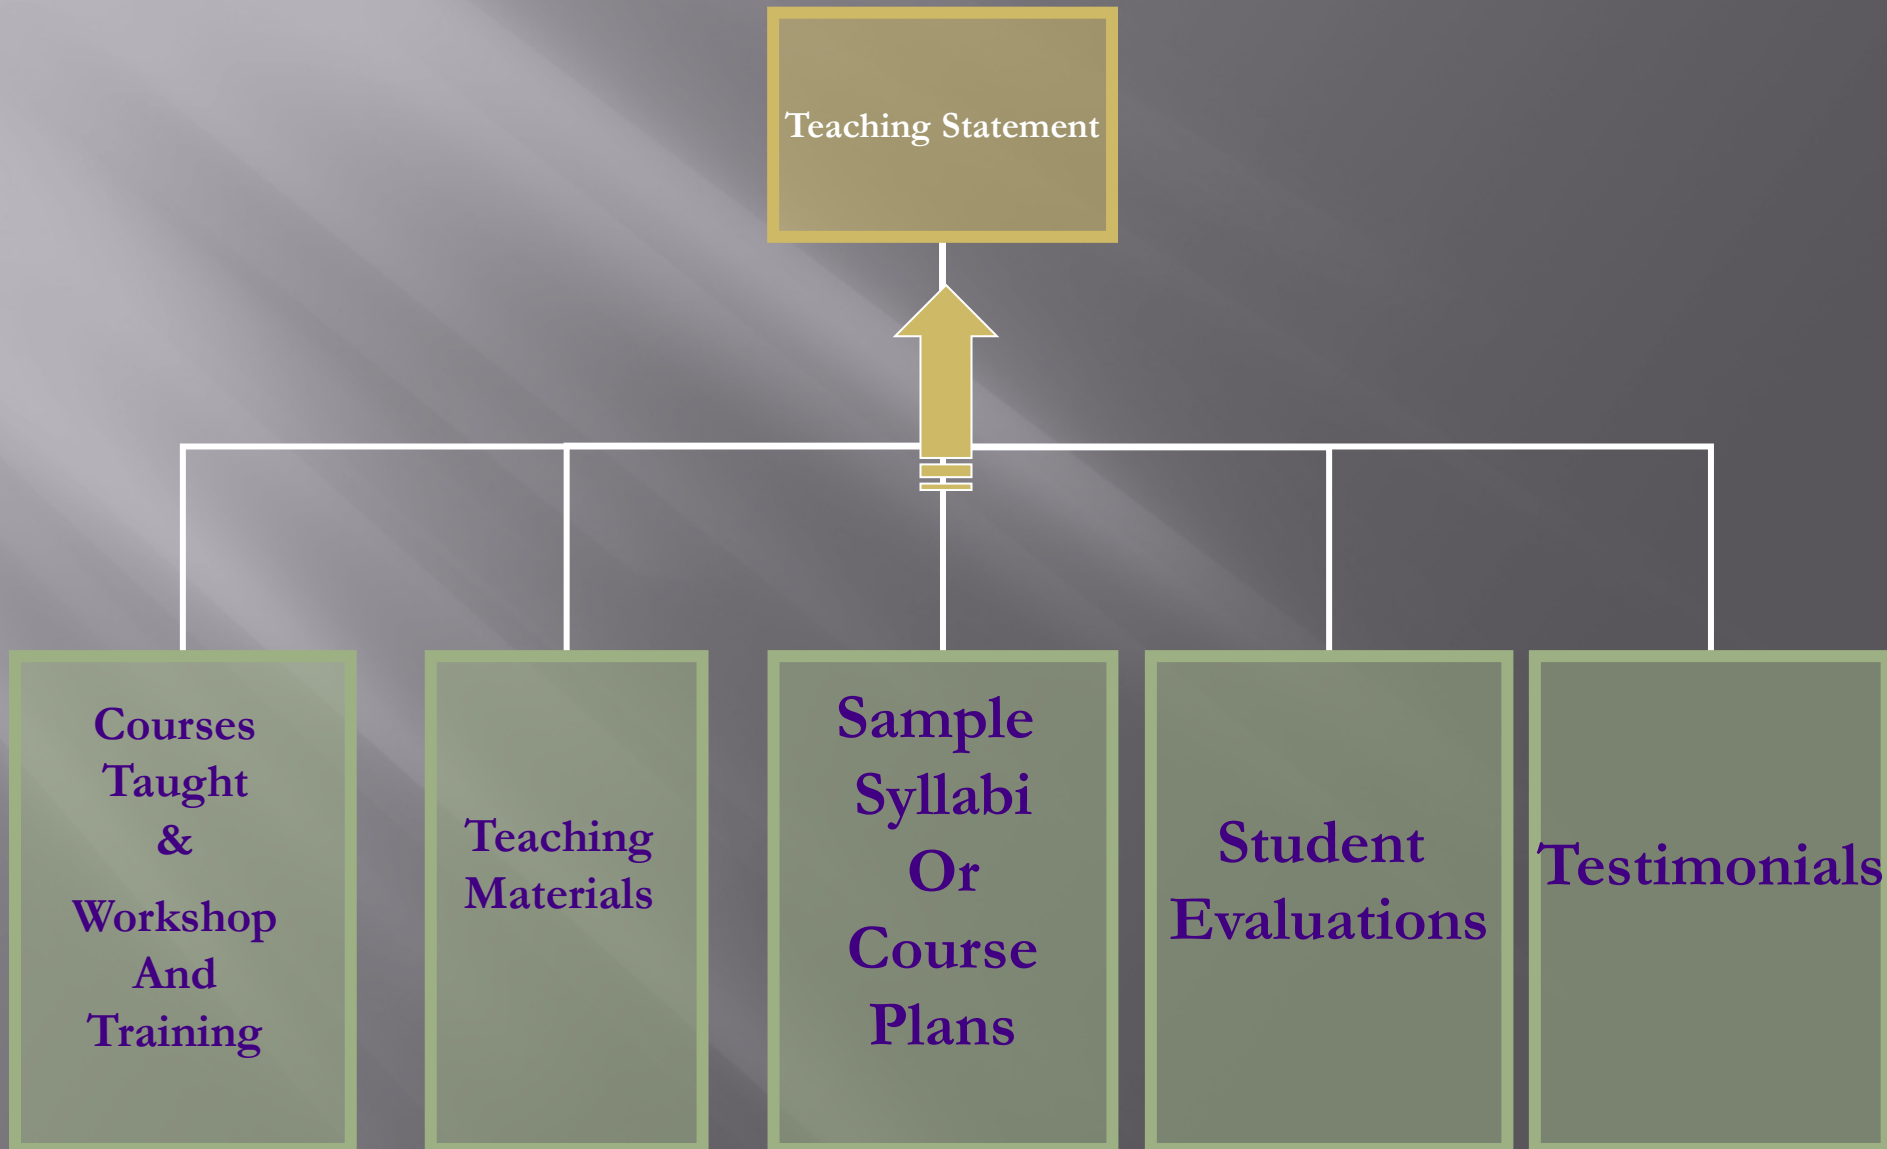 Teaching Statement
Courses
Taught
&
Workshop
And
Training
Teaching
Materials
Sample
Syllabi
Or
Course
Plans
Student
Evaluations
Testimonials